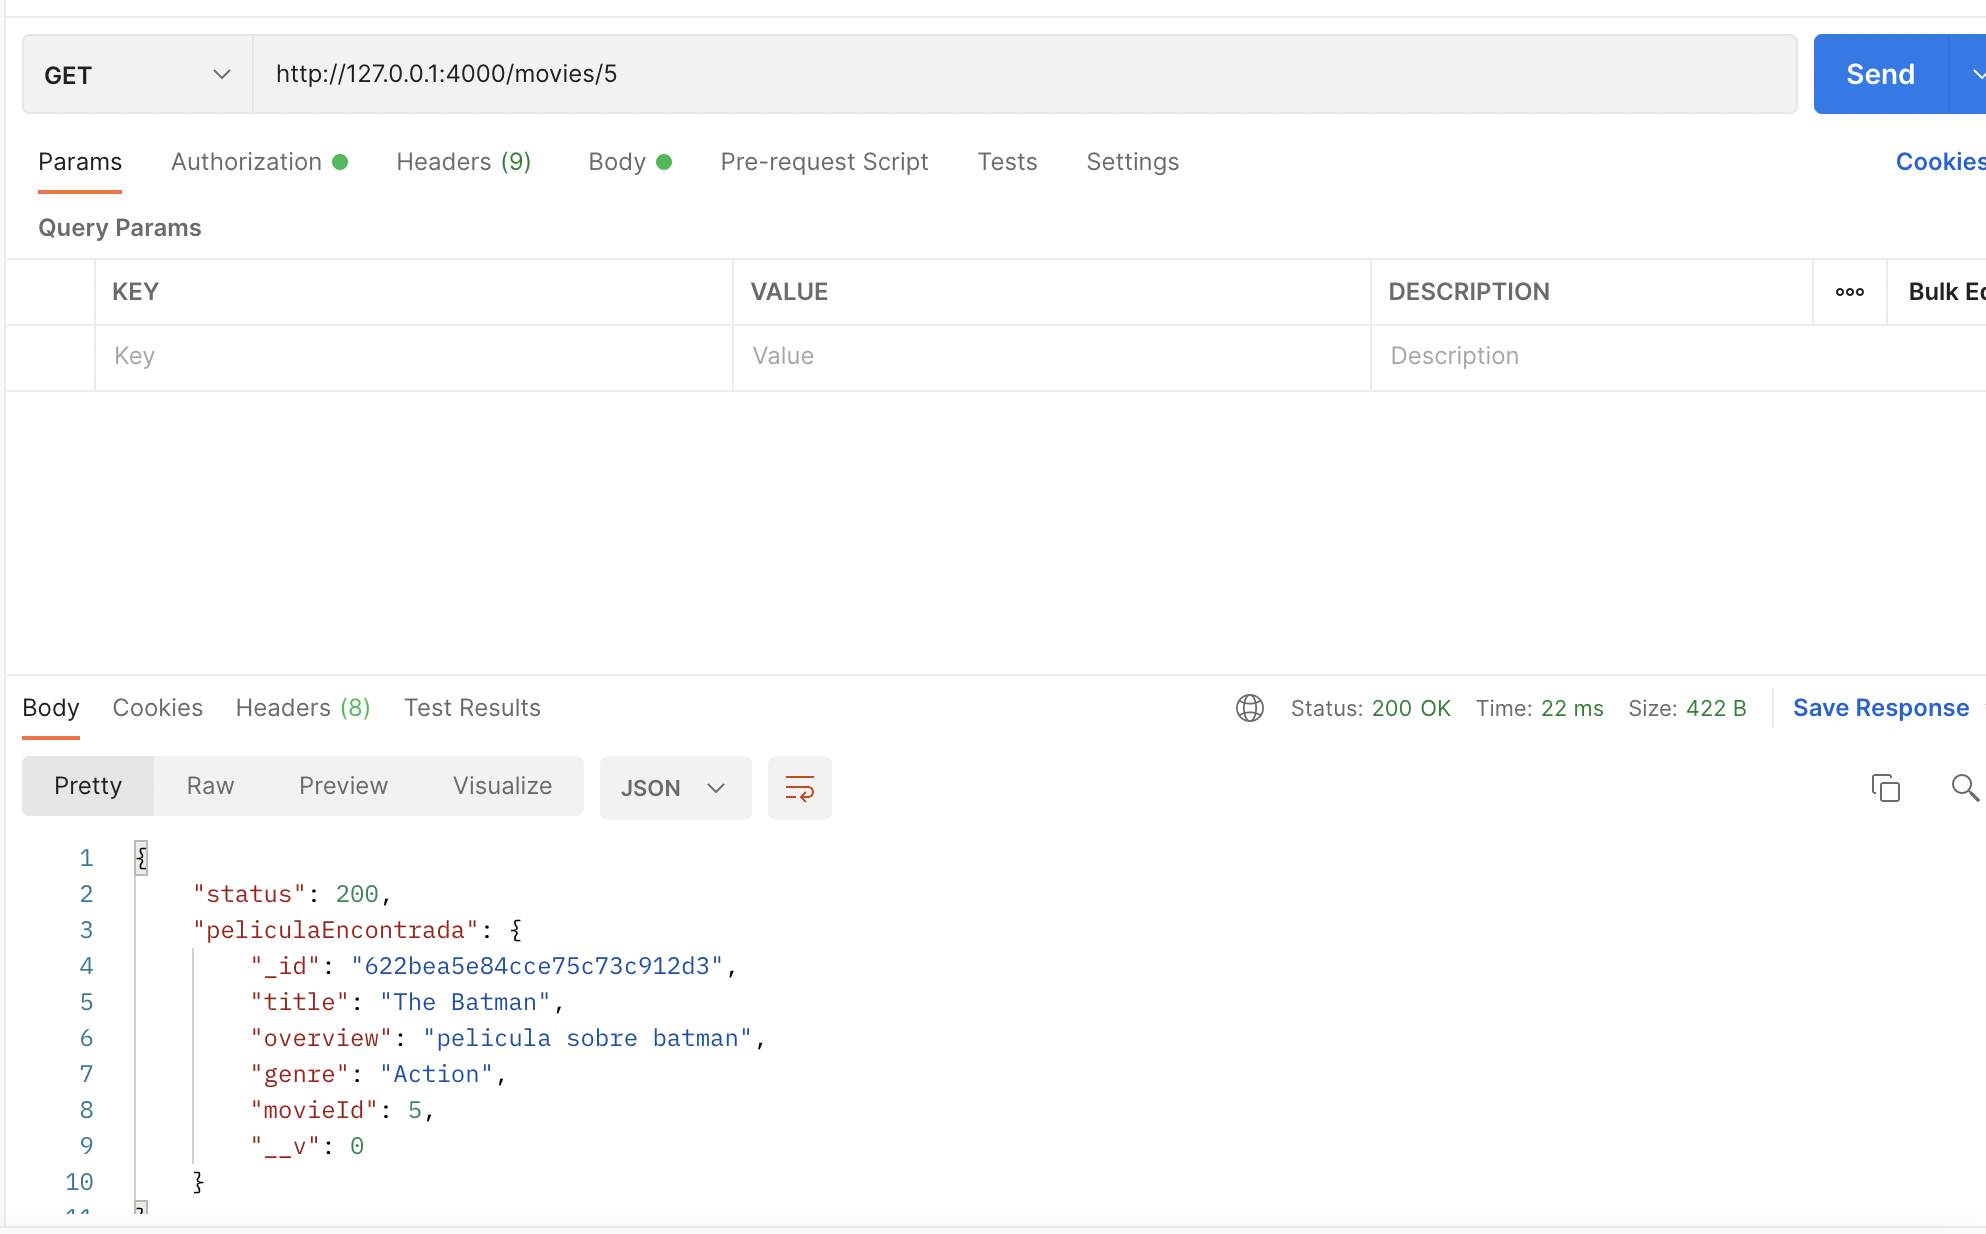 GET http://127.0.0.1:4000/movies/5 Send
Params Authorization Headers (9) Body Pre-request Script Tests Settings Cookies
Query Params
KEY VALUE DESCRIPTION ooo Bulk Ed
Key Value Description
Body Cookies Headers (8) Test Results Status: 200 OK Time: 22 ms Size: 422 B Save Response
Pretty Raw Preview Visualize JSON
1 {
2 "status": 200,
3 "peliculaEncontrada": {
4 "_id": "622bea5e84cce75c73c912d3",
5 "title": "The Batman",
6 "overview": "pelicula sobre batman",
7 "genre": "Action",
8 "movieId": 5,
9 "__v": 0
10 }
11 }